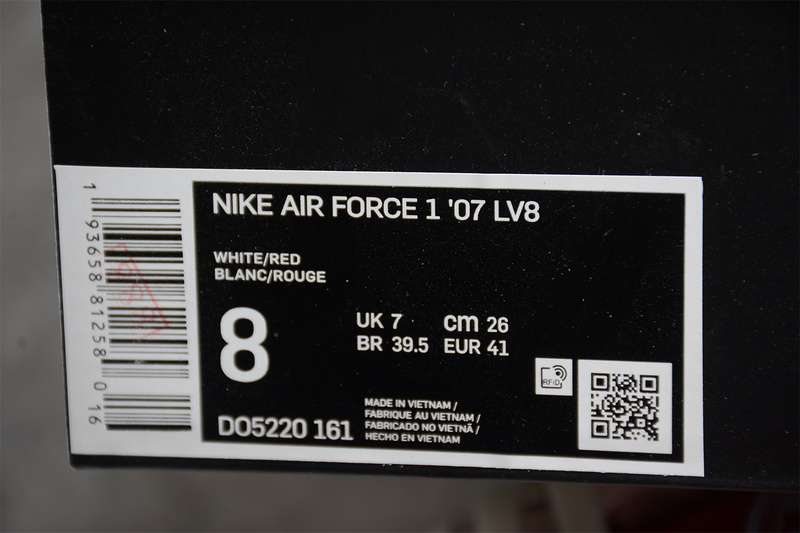 NIKE AIR FORCE 1 '07 LV8
WHITE/RED
BLANC/ROUGE
8
UK 7 cm 26
BR 39.5 EUR 41
DO5220 161
MADE IN VIETNAM /
FABRIQUE AU VIETNAM /
FABRICADO NO VIETNÃ /
HECHO EN VIETNAM
RFID
1 93658 81258 0 16